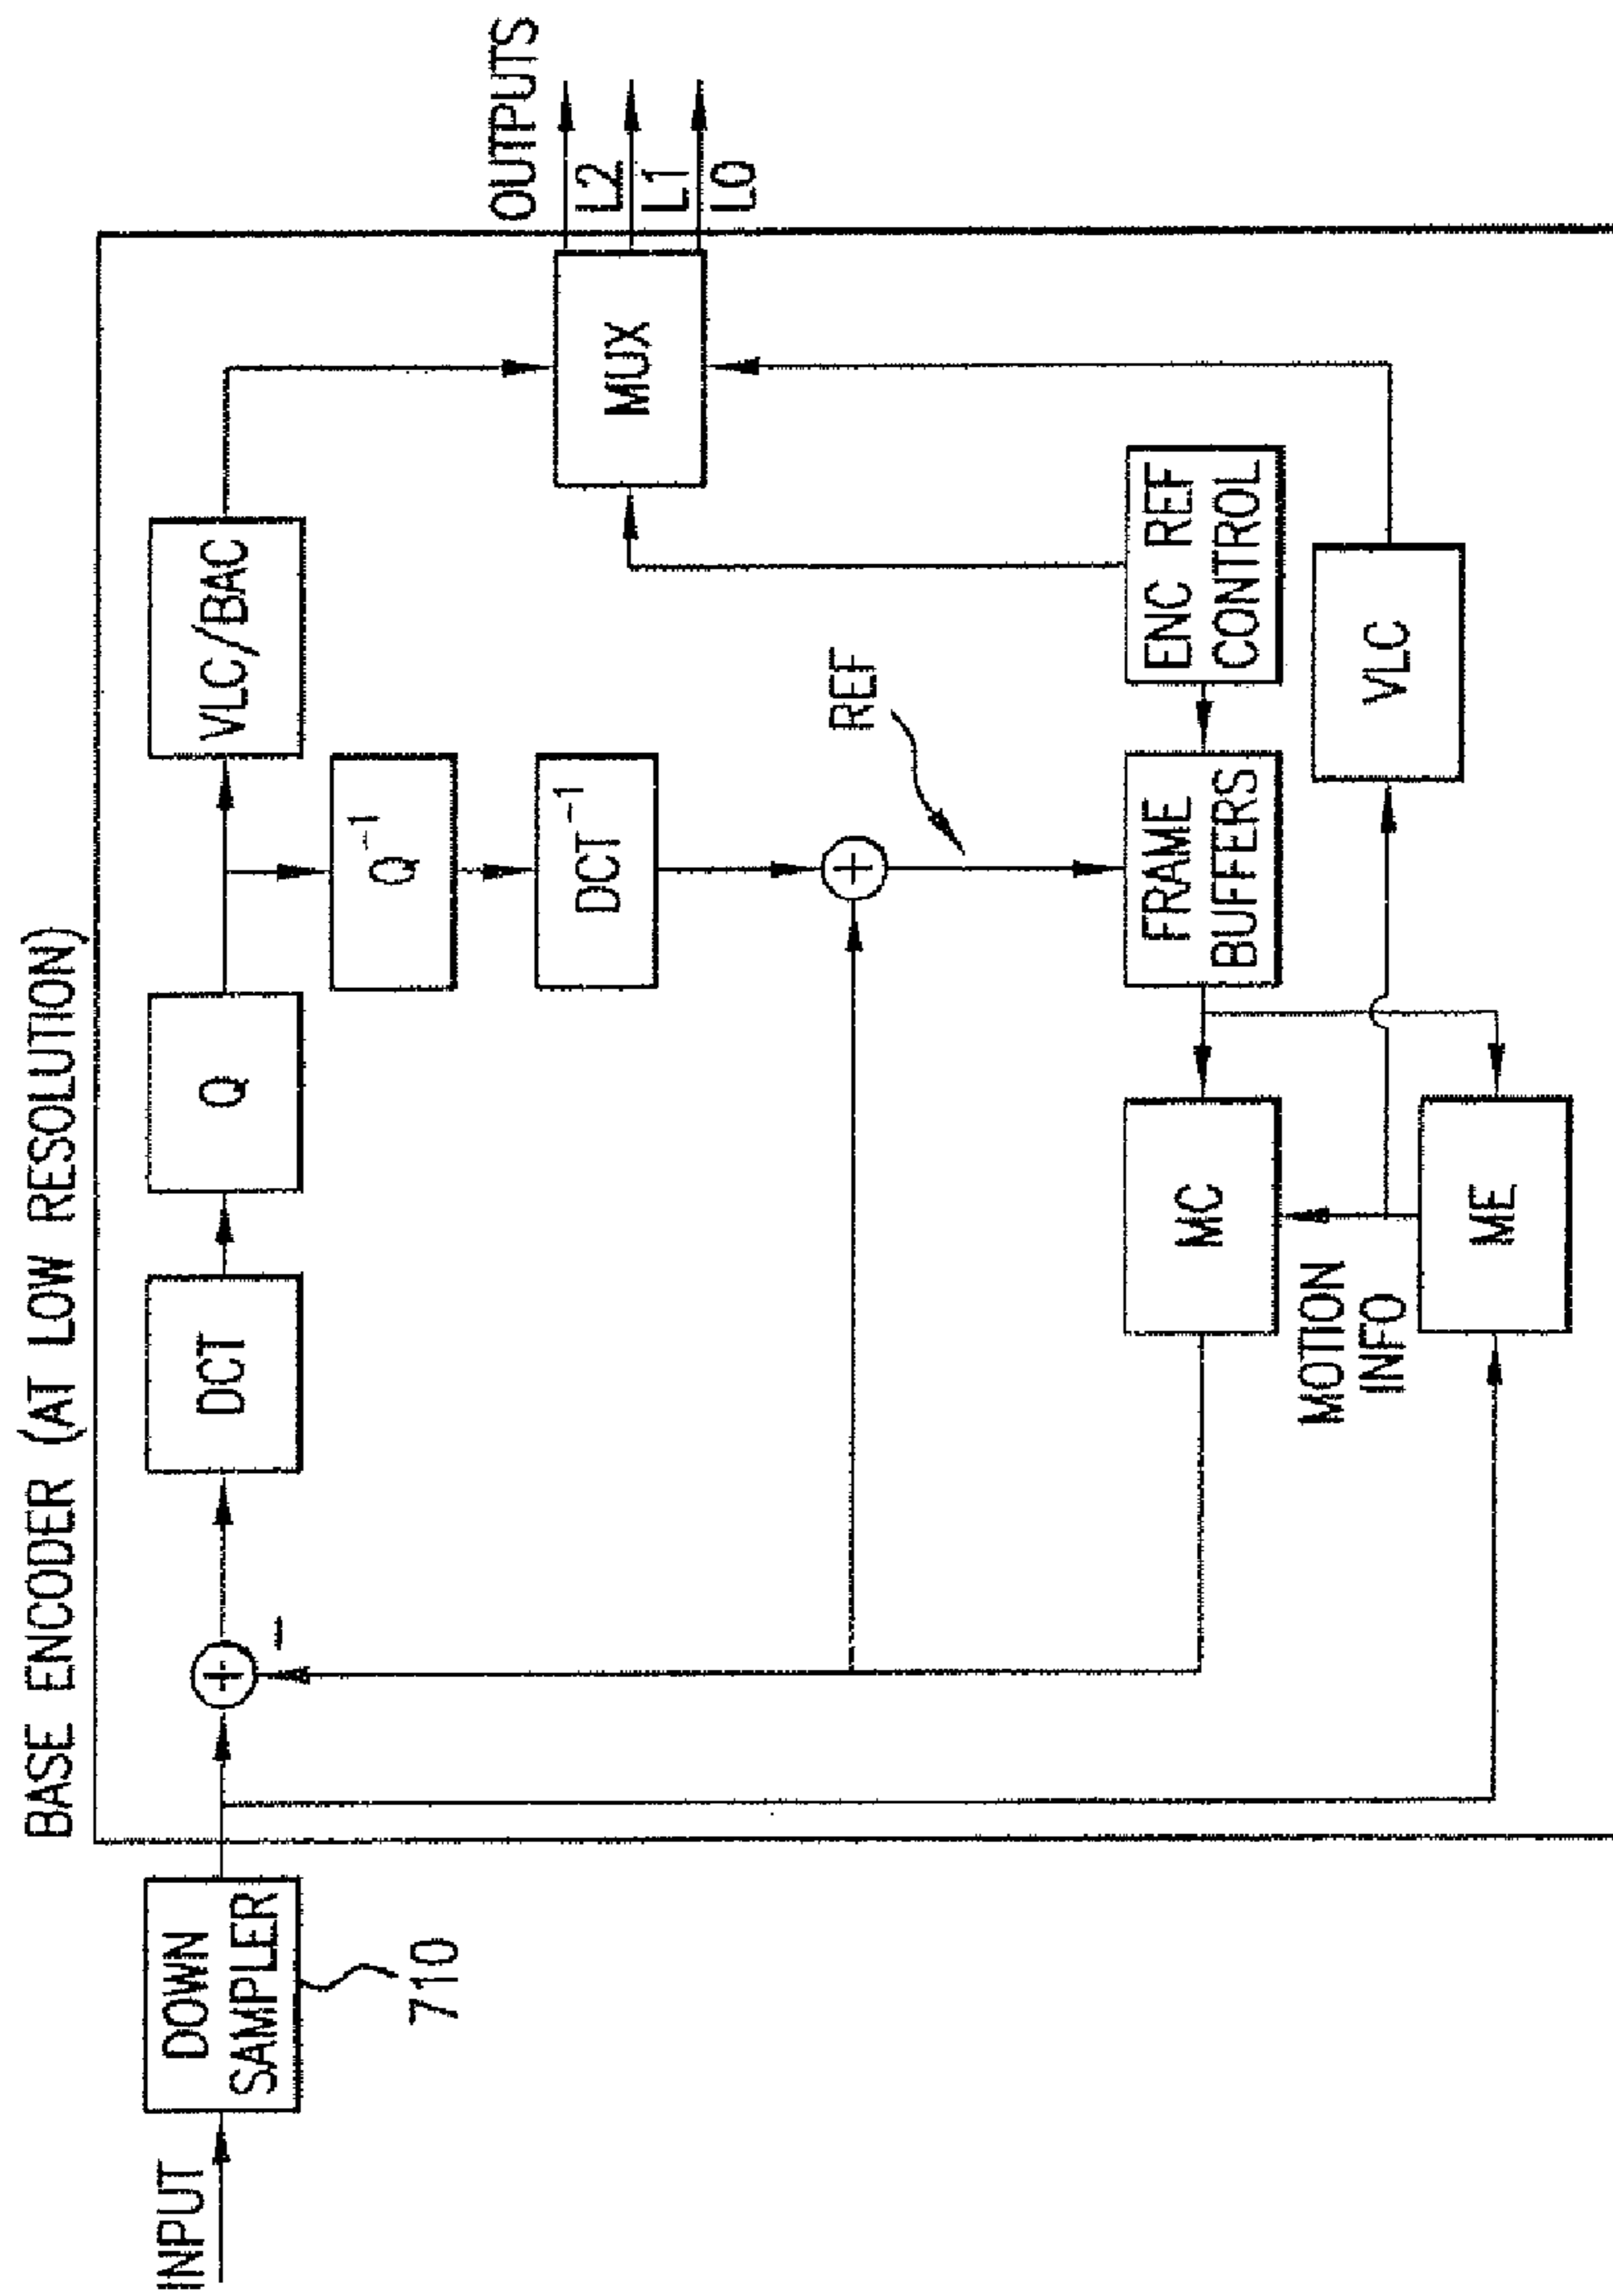 BASE ENCODER (AT LOW RESOLUTION)
INPUT
DOWN
SAMPLER
710
+
-
DCT
Q
VLC/BAC
Q-1
DCT-1
+
REF
MUX
OUTPUTS
L2
L1
L0
MC
FRAME
BUFFERS
ENC REF
CONTROL
MOTION
INFO
ME
VLC